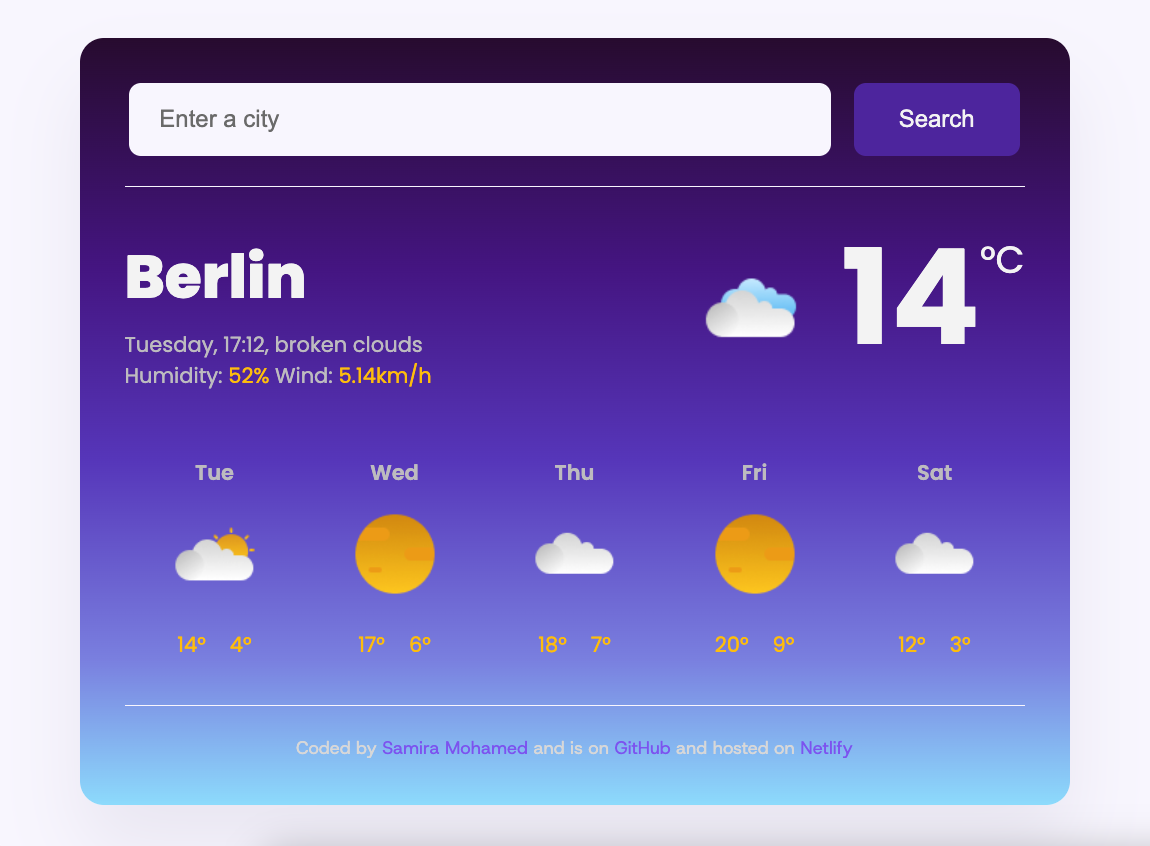 Enter a city
Search
Berlin
14 °C
Tuesday, 17:12, broken clouds
Humidity: 52% Wind: 5.14km/h
Tue Wed Thu Fri Sat
14° 4° 17° 6° 18° 7° 20° 9° 12° 3°
Coded by Samira Mohamed and is on GitHub and hosted on Netlify